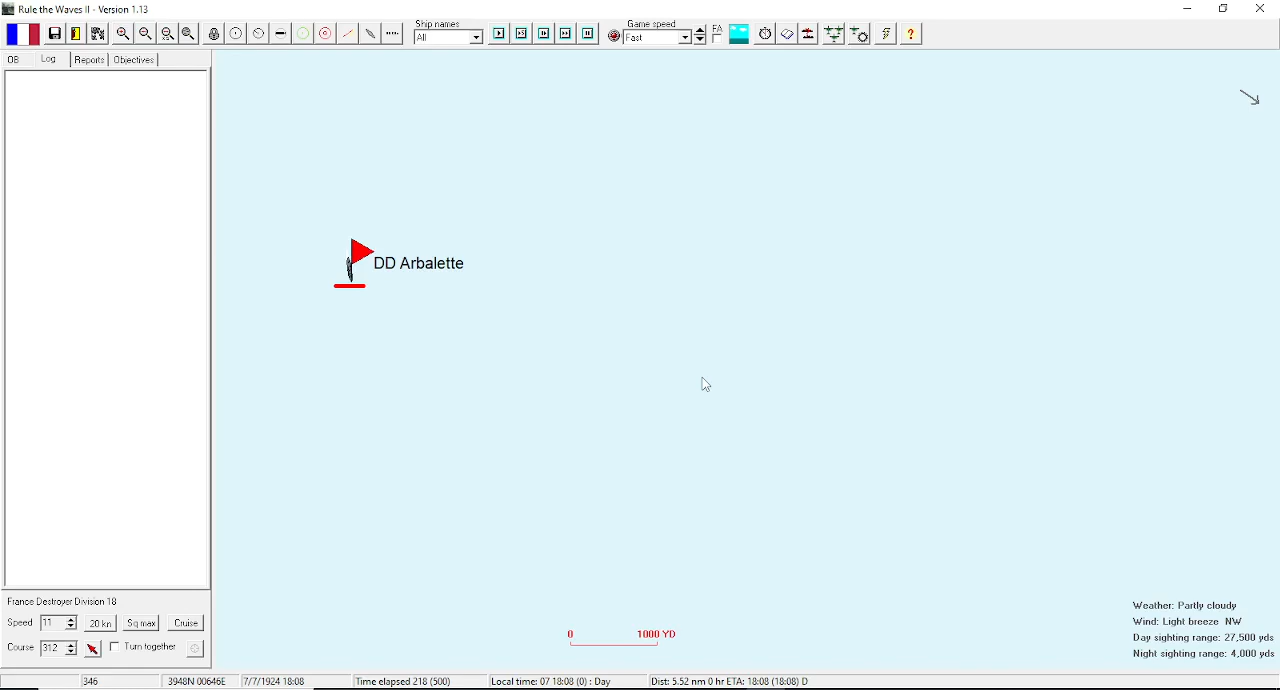 Rule the Waves II - Version 1.13
Ship names
All
Game speed
Fast
FA
?
OB
Log
Reports
Objectives
DD Arbalette
0 1000 YD
Weather: Partly cloudy
Wind: Light breeze NW
Day sighting range: 27,500 yds
Night sighting range: 4,000 yds
France Destroyer Division 18
Speed 11 20 kn Sq max Cruise
Course 312 Turn together
346 3948N 00646E 7/7/1924 18:08 Time elapsed 218 (500) Local time: 07 18:08 (0) : Day Dist: 5.52 nm 0 hr ETA: 18:08 (18:08) D